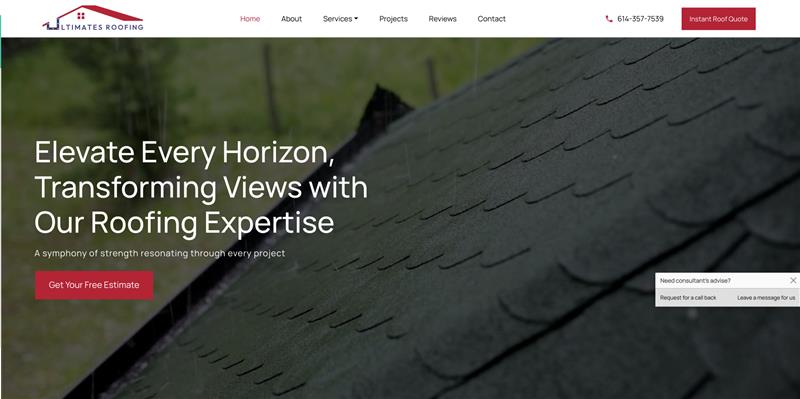 ULTIMATES ROOFING
Home
About
Services
Projects
Reviews
Contact
614-357-7539
Instant Roof Quote
Elevate Every Horizon,
Transforming Views with
Our Roofing Expertise
A symphony of strength resonating through every project
Get Your Free Estimate
Need consultant's advise?
Request for a call back
Leave a message for us